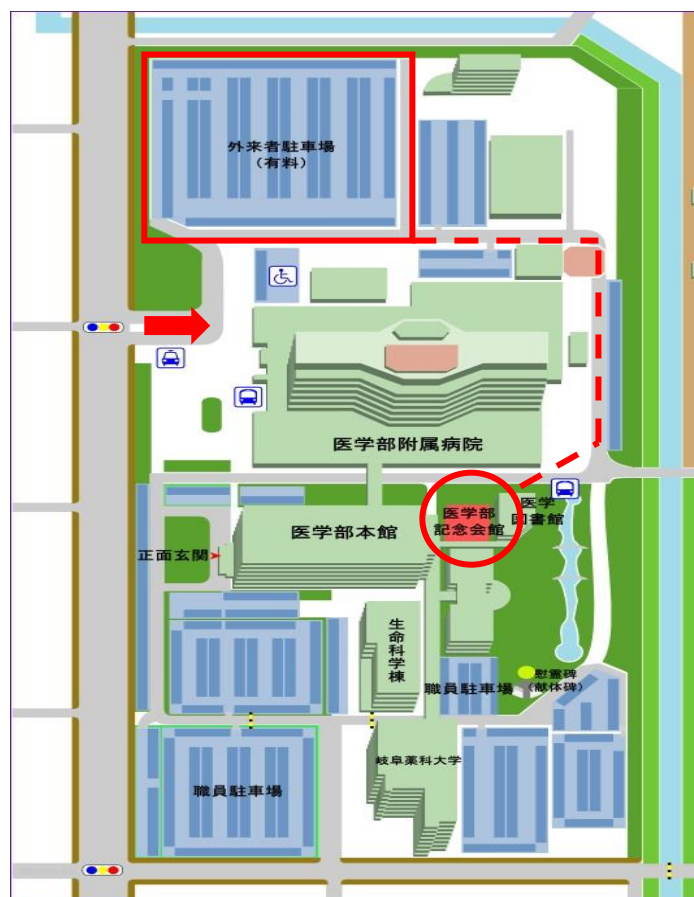 外来者駐車場
(有料)
医学部附属病院
医学部
記念会館
医学
図書館
医学部本館
正面玄関
生命科学棟
職員駐車場
慰霊碑
(献体碑)
岐阜薬科大学
職員駐車場